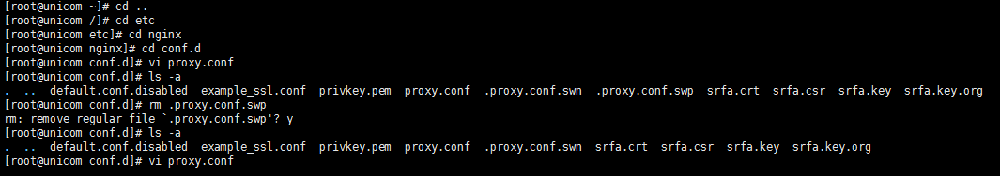 [root@unicom ~]# cd ..
[root@unicom /]# cd etc
[root@unicom etc]# cd nginx
[root@unicom nginx]# cd conf.d
[root@unicom conf.d]# vi proxy.conf
[root@unicom conf.d]# ls -a
.  ..  default.conf.disabled  example_ssl.conf  privkey.pem  proxy.conf  .proxy.conf.swn  .proxy.conf.swp  srfa.crt  srfa.csr  srfa.key  srfa.key.org
[root@unicom conf.d]# rm .proxy.conf.swp
rm: remove regular file `.proxy.conf.swp'? y
[root@unicom conf.d]# ls -a
.  ..  default.conf.disabled  example_ssl.conf  privkey.pem  proxy.conf  .proxy.conf.swn  srfa.crt  srfa.csr  srfa.key  srfa.key.org
[root@unicom conf.d]# vi proxy.conf